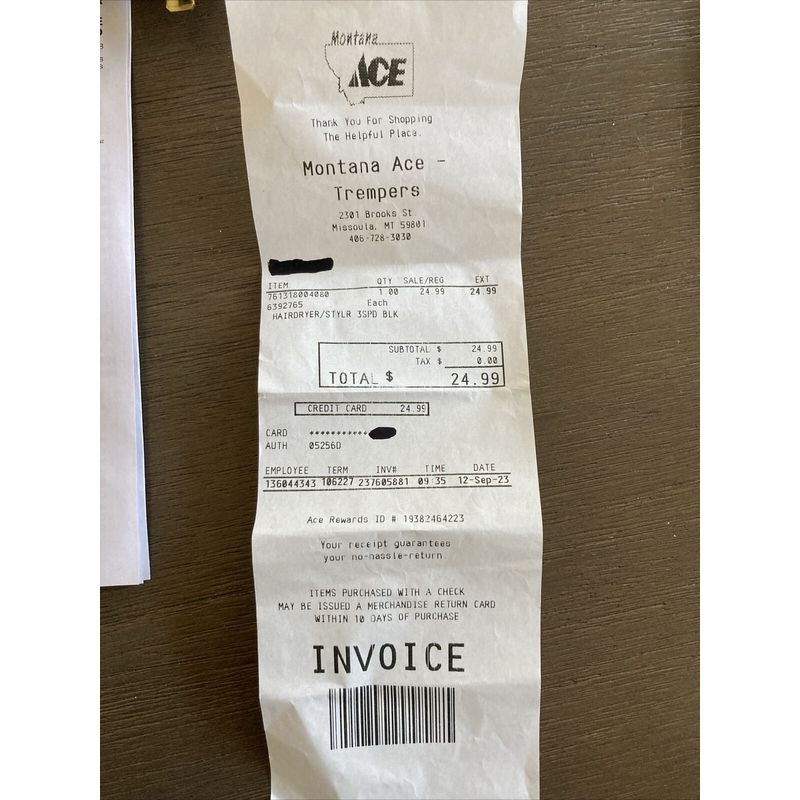 Montana
ACE
Thank You For Shopping
The Helpful Place.
Montana Ace -
Trempers
2301 Brooks St.
Missoula, MT 59801
406-728-3030
ITEM QTY SALE/REG EXT
761318004080 1.00 24.99 24.99
6392765 Each
HAIRDRYER/STYLR 3SPD BLK
SUBTOTAL $ 24.99
TAX $ 0.00
TOTAL $ 24.99
CREDIT CARD 24.99
CARD ***********
AUTH 05256D
EMPLOYEE TERM INV# TIME DATE
136044343 106227 237605881 09:35 12-Sep-23
Ace Rewards ID # 19382464223
Your receipt guarantees
your no-hassle-return.
ITEMS PURCHASED WITH A CHECK
MAY BE ISSUED A MERCHANDISE RETURN CARD
WITHIN 10 DAYS OF PURCHASE
INVOICE